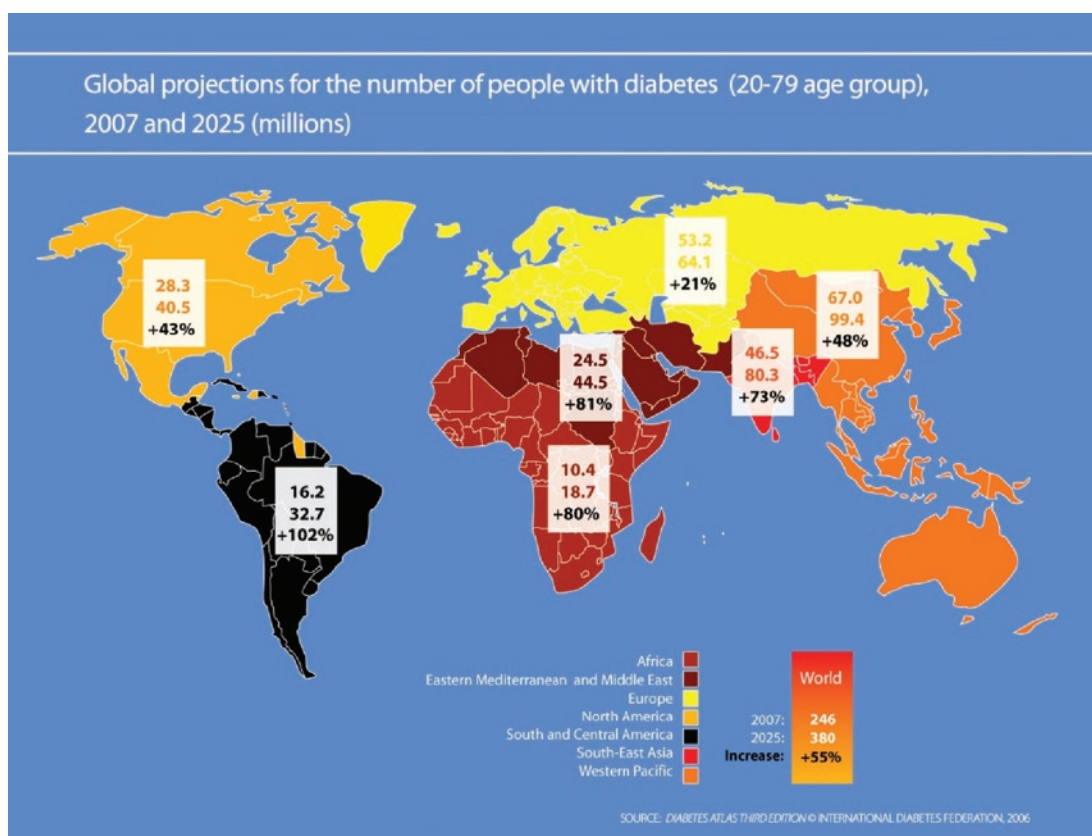 Global projections for the number of people with diabetes (20-79 age group),
2007 and 2025 (millions)
28.3
40.5
+43%
53.2
64.1
+21%
67.0
99.4
+48%
24.5
44.5
+81%
46.5
80.3
+73%
10.4
18.7
+80%
16.2
32.7
+102%
Africa
Eastern Mediterranean and Middle East
Europe
North America
South and Central America
South-East Asia
Western Pacific
World
2007: 246
2025: 380
Increase: +55%
SOURCE: DIABETES ATLAS THIRD EDITION © INTERNATIONAL DIABETES FEDERATION, 2006